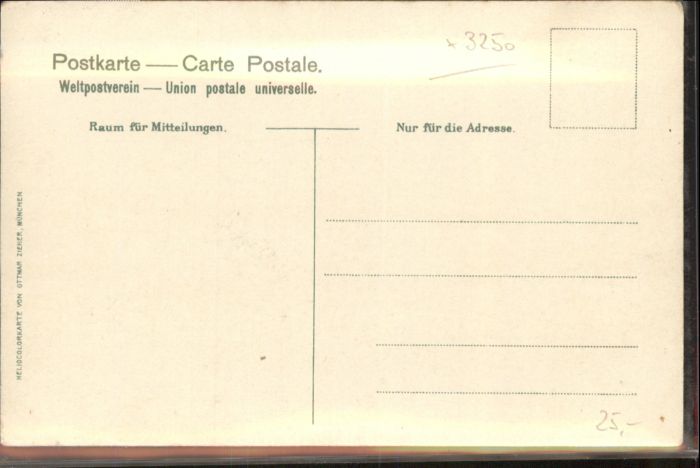 * 3250
Postkarte — Carte Postale.
Weltpostverein — Union postale universelle.
Raum für Mitteilungen.
Nur für die Adresse.
HELIOCOLORKARTE VON OTTMAR ZIEHER, MÜNCHEN
25,-